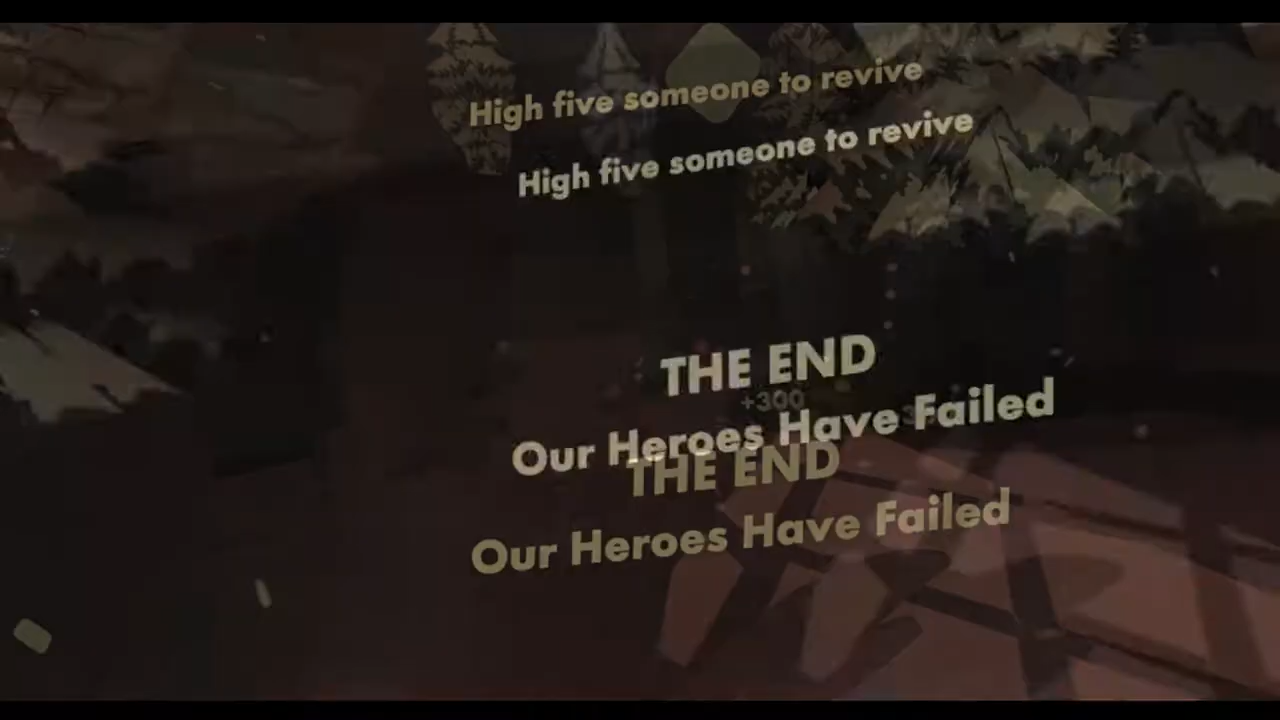 High five someone to revive
High five someone to revive
THE END
+300
Our Heroes Have Failed
THE END
Our Heroes Have Failed